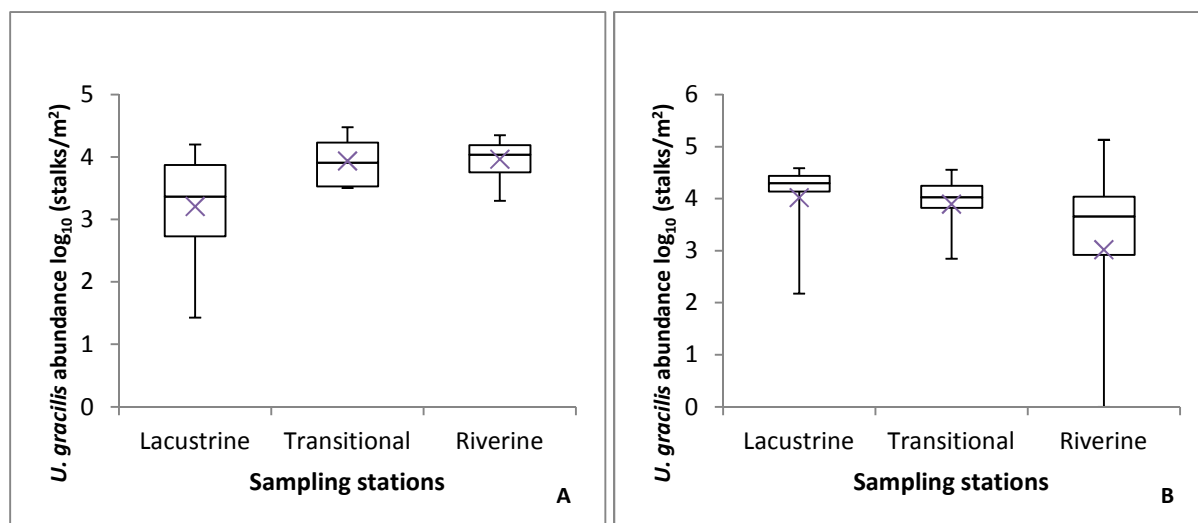 U. gracilis abundance log10 (stalks/m²)
5
4
3
2
1
0
Lacustrine Transitional Riverine
Sampling stations
A
U. gracilis abundance log10 (stalks/m²)
6
5
4
3
2
1
0
Lacustrine Transitional Riverine
Sampling stations
B